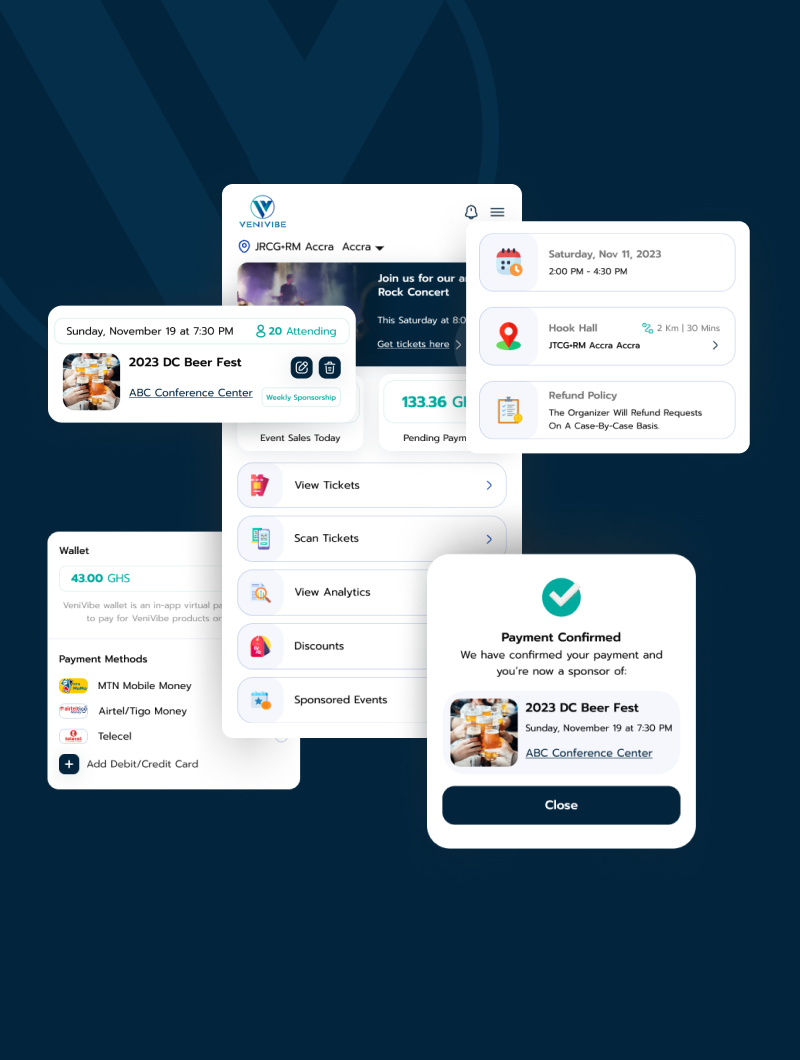 VENIVIBE
JRCG+RM Accra Accra
Join us for our a
Rock Concert
This Saturday at 8:0
Get tickets here
Saturday, Nov 11, 2023
2:00 PM - 4:30 PM
Hook Hall
2 Km | 30 Mins
JTCG+RM Accra Accra
Refund Policy
The Organizer Will Refund Requests
On A Case-By-Case Basis.
Sunday, November 19 at 7:30 PM
20 Attending
2023 DC Beer Fest
ABC Conference Center
Weekly Sponsorship
133.36 G
Event Sales Today
Pending Paym
View Tickets
Scan Tickets
View Analytics
Discounts
Sponsored Events
Wallet
43.00 GHS
VeniVibe wallet is an in-app virtual pa
to pay for VeniVibe products or
Payment Methods
MTN Mobile Money
Airtel/Tigo Money
Telecel
Add Debit/Credit Card
Payment Confirmed
We have confirmed your payment and
you're now a sponsor of:
2023 DC Beer Fest
Sunday, November 19 at 7:30 PM
ABC Conference Center
Close